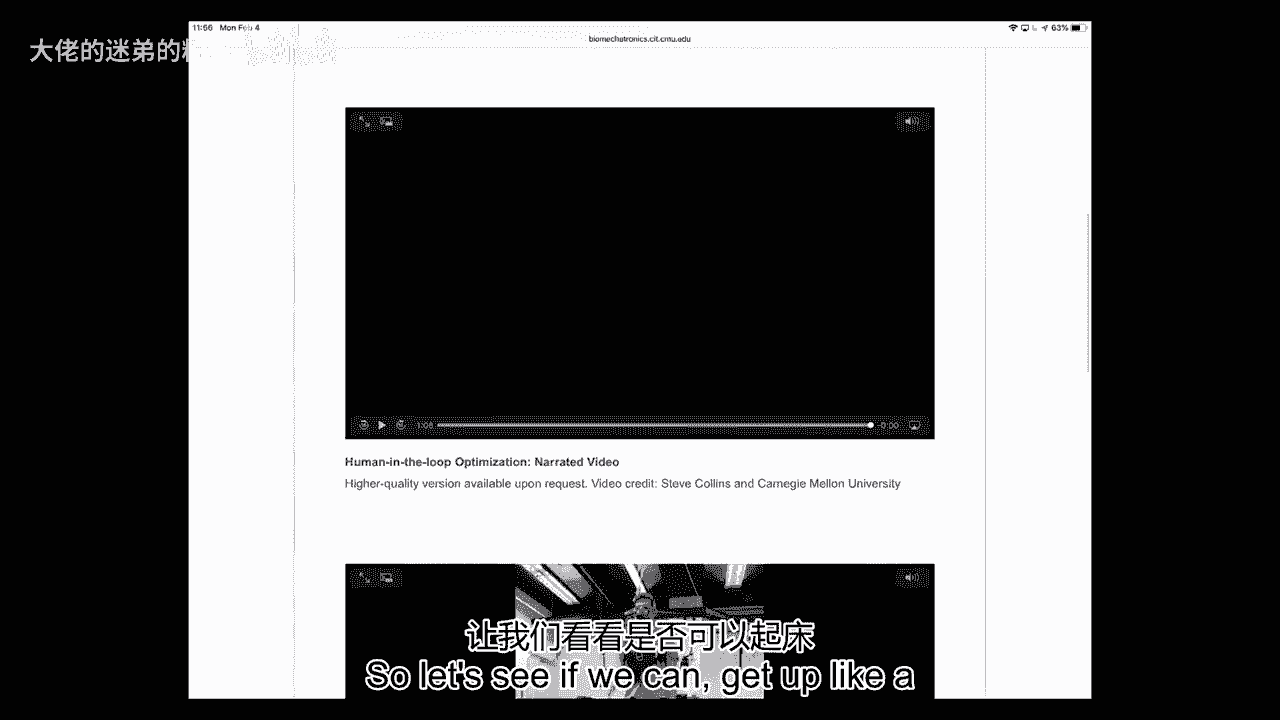 11:56 Mon Feb 4
63%
biomechatronics.cit.cmu.edu
大佬的迷弟的
1:08
0:00
Human-in-the-loop Optimization: Narrated Video
Higher-quality version available upon request. Video credit: Steve Collins and Carnegie Mellon University
让我们看看是否可以起床
So let's see if we can, get up like a